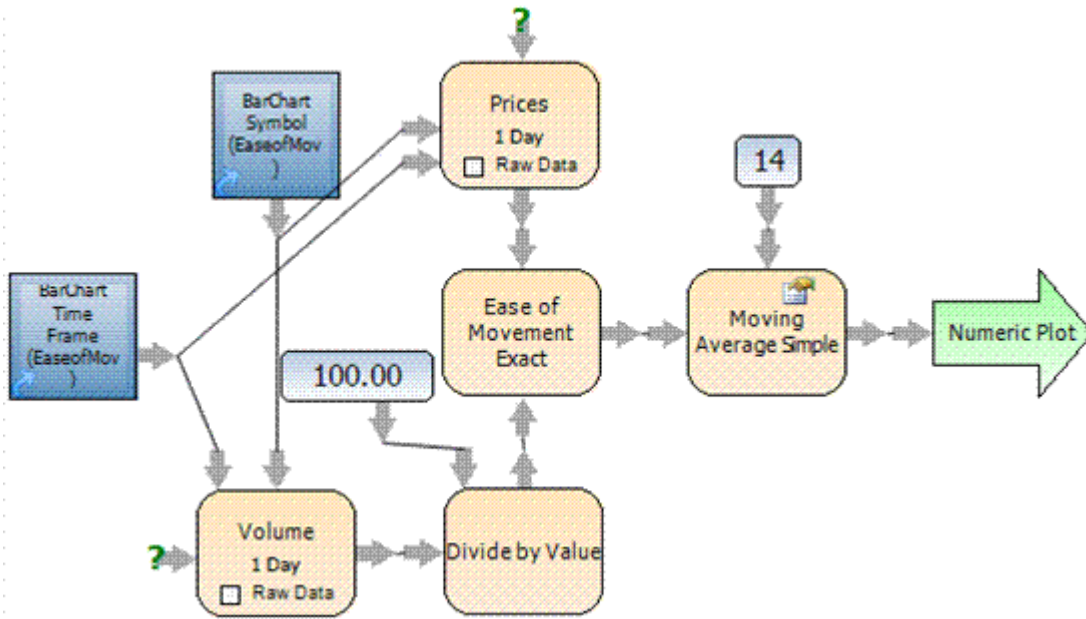 ?
BarChart
Symbol
(EaseofMov
)
Prices
1 Day
Raw Data
14
BarChart
Time
Frame
(EaseofMov
)
Ease of
Movement
Exact
Moving
Average Simple
Numeric Plot
100.00
?
Volume
1 Day
Raw Data
Divide by Value